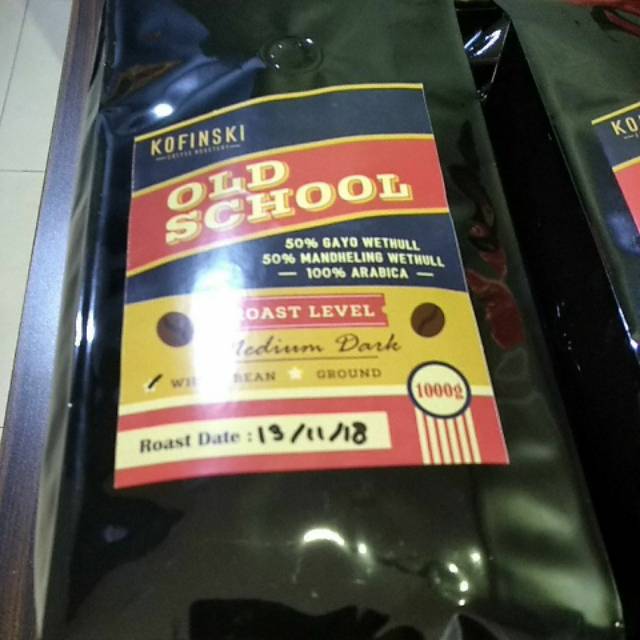 KOFINSKI
COFFEE ROASTERY
OLD
SCHOOL
50% GAYO WETHULL
50% MANDHELING WETHULL
100% ARABICA
ROAST LEVEL
Medium Dark
BEAN GROUND
1000g
Roast Date : 13/11/18
KO